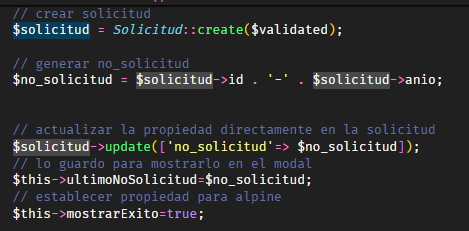 // crear solicitud
$solicitud = Solicitud::create($validated);
// generar no_solicitud
$no_solicitud = $solicitud->id . '-' . $solicitud->anio;
// actualizar la propiedad directamente en la solicitud
$solicitud->update(['no_solicitud'=> $no_solicitud]);
// lo guardo para mostrarlo en el modal
$this->ultimoNoSolicitud=$no_solicitud;
// establecer propiedad para alpine
$this->mostrarExito=true;